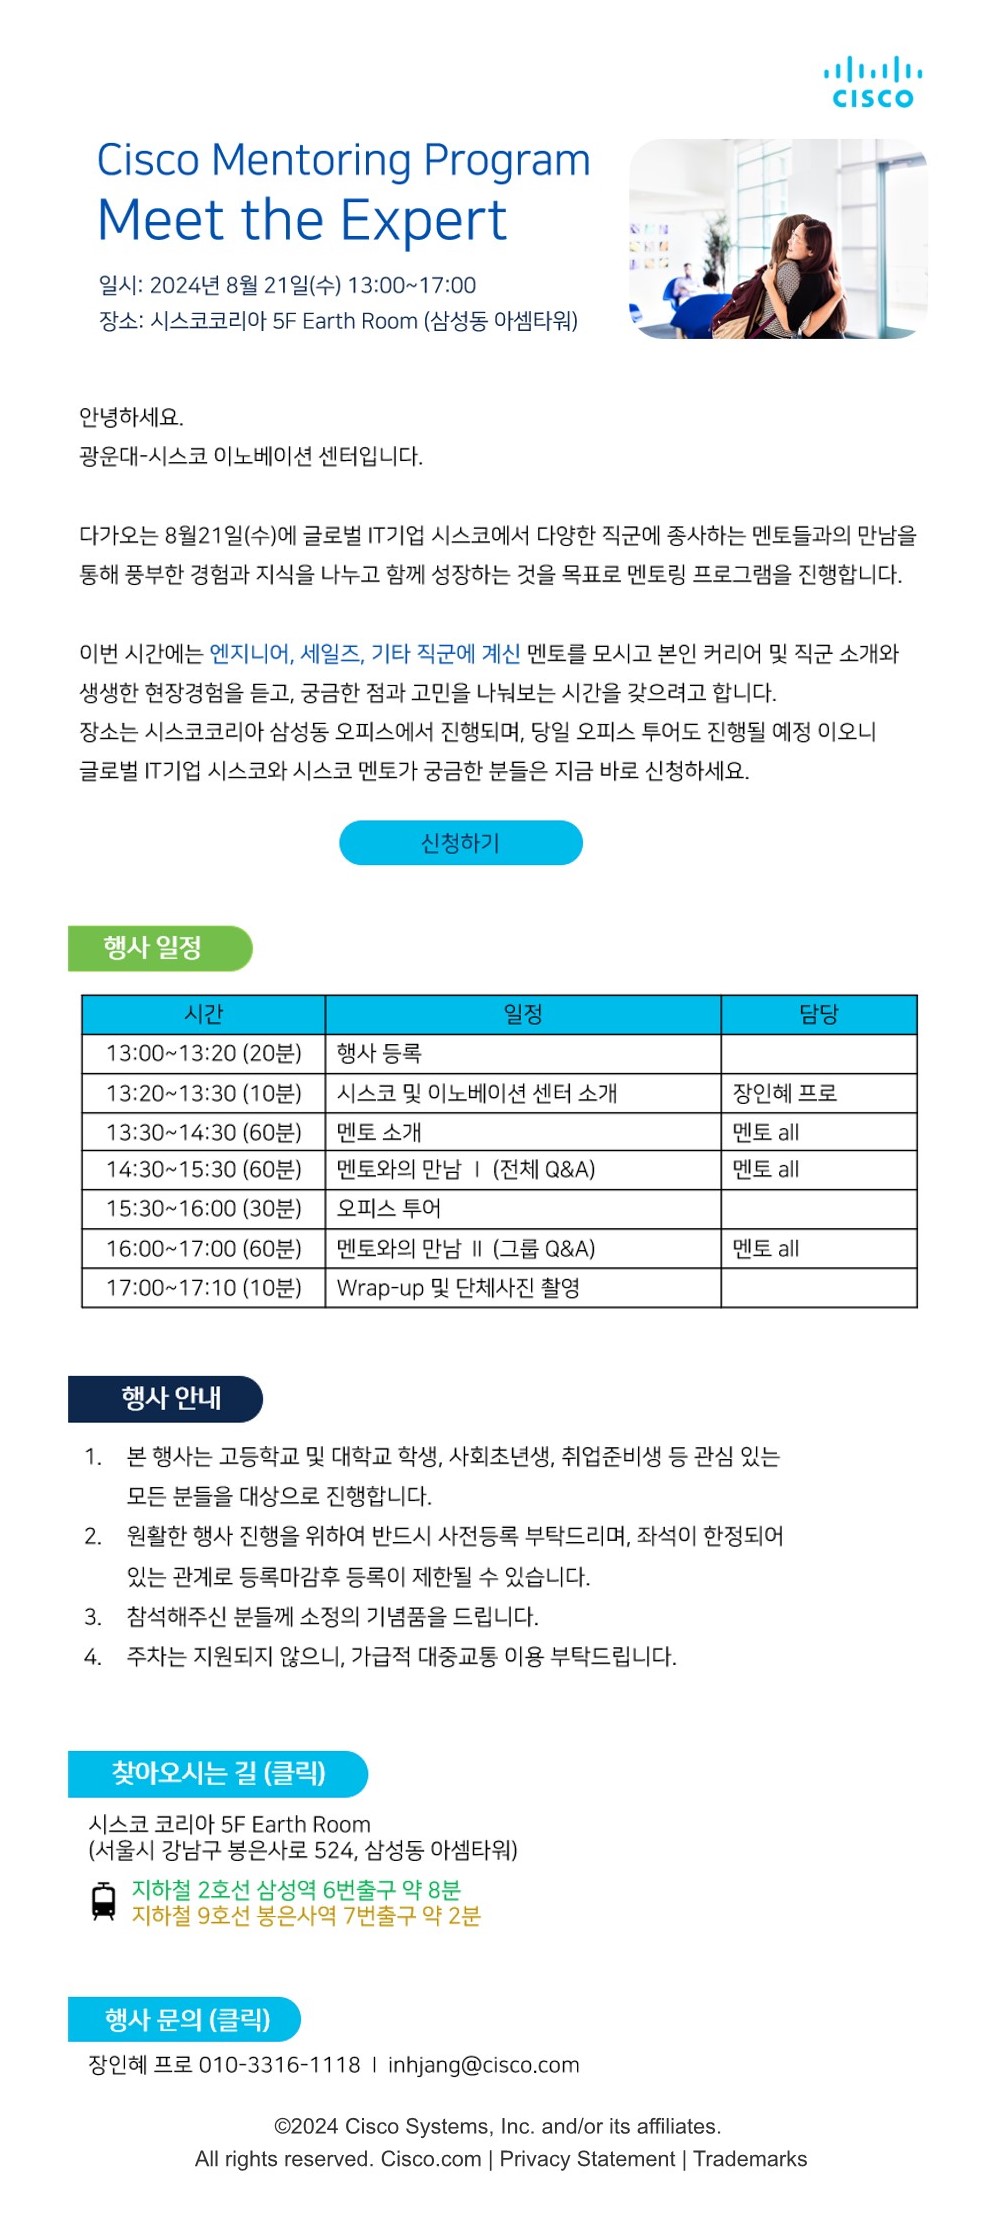 CISCO
Cisco Mentoring Program
Meet the Expert
일시: 2024년 8월 21일(수) 13:00~17:00
장소: 시스코코리아 5F Earth Room (삼성동 아셈타워)
안녕하세요.
광운대-시스코 이노베이션 센터입니다.
다가오는 8월21일(수)에 글로벌 IT기업 시스코에서 다양한 직군에 종사하는 멘토들과의 만남을
통해 풍부한 경험과 지식을 나누고 함께 성장하는 것을 목표로 멘토링 프로그램을 진행합니다.
이번 시간에는 엔지니어, 세일즈, 기타 직군에 계신 멘토를 모시고 본인 커리어 및 직군 소개와
생생한 현장경험을 듣고, 궁금한 점과 고민을 나눠보는 시간을 갖으려고 합니다.
장소는 시스코코리아 삼성동 오피스에서 진행되며, 당일 오피스 투어도 진행될 예정 이오니
글로벌 IT기업 시스코와 시스코 멘토가 궁금한 분들은 지금 바로 신청하세요.
신청하기
행사 일정
시간 일정 담당
13:00~13:20 (20분) 행사 등록
13:20~13:30 (10분) 시스코 및 이노베이션 센터 소개 장인혜 프로
13:30~14:30 (60분) 멘토 소개 멘토 all
14:30~15:30 (60분) 멘토와의 만남 Ⅰ (전체 Q&A) 멘토 all
15:30~16:00 (30분) 오피스 투어
16:00~17:00 (60분) 멘토와의 만남 Ⅱ (그룹 Q&A) 멘토 all
17:00~17:10 (10분) Wrap-up 및 단체사진 촬영
행사 안내
1. 본 행사는 고등학교 및 대학교 학생, 사회초년생, 취업준비생 등 관심 있는
모든 분들을 대상으로 진행합니다.
2. 원활한 행사 진행을 위하여 반드시 사전등록 부탁드리며, 좌석이 한정되어
있는 관계로 등록마감후 등록이 제한될 수 있습니다.
3. 참석해주신 분들께 소정의 기념품을 드립니다.
4. 주차는 지원되지 않으니, 가급적 대중교통 이용 부탁드립니다.
찾아오시는 길 (클릭)
시스코 코리아 5F Earth Room
(서울시 강남구 봉은사로 524, 삼성동 아셈타워)
지하철 2호선 삼성역 6번출구 약 8분
지하철 9호선 봉은사역 7번출구 약 2분
행사 문의 (클릭)
장인혜 프로 010-3316-1118 ㅣ inhjang@cisco.com
©2024 Cisco Systems, Inc. and/or its affiliates.
All rights reserved. Cisco.com | Privacy Statement | Trademarks